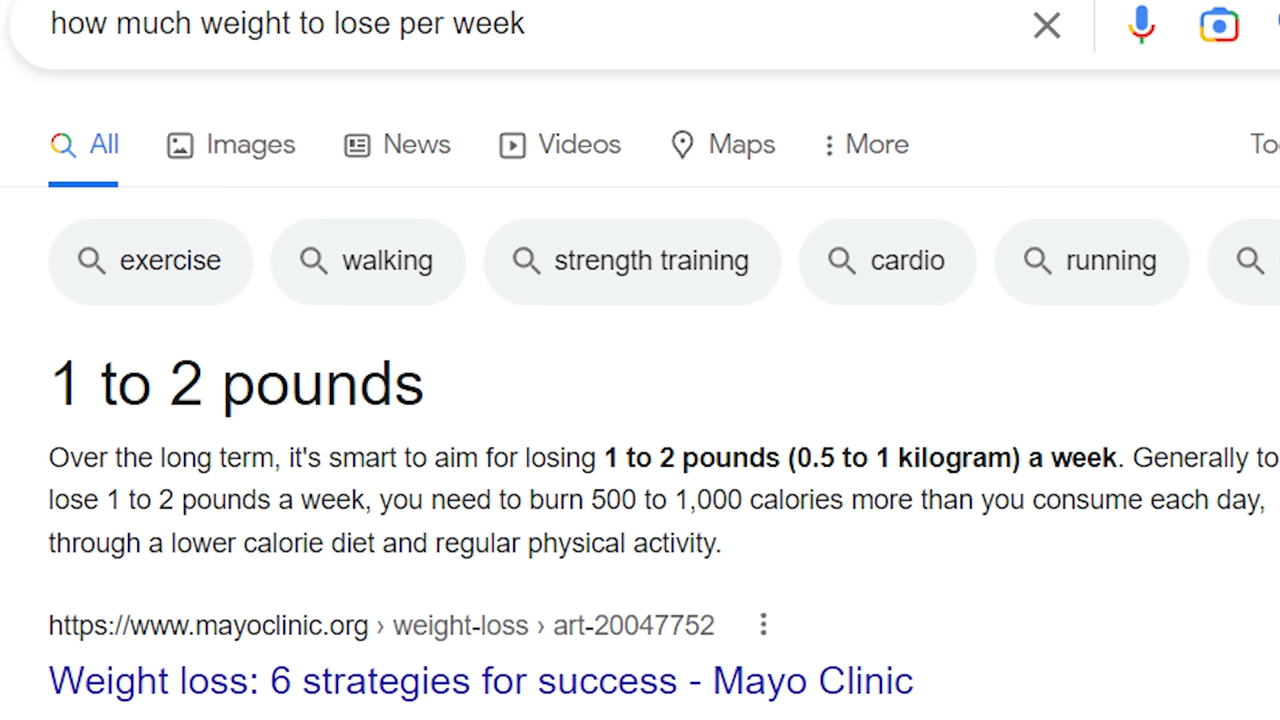 how much weight to lose per week
All Images News Videos Maps More
exercise walking strength training cardio running
1 to 2 pounds
Over the long term, it's smart to aim for losing 1 to 2 pounds (0.5 to 1 kilogram) a week. Generally to
lose 1 to 2 pounds a week, you need to burn 500 to 1,000 calories more than you consume each day,
through a lower calorie diet and regular physical activity.
https://www.mayoclinic.org › weight-loss › art-20047752
Weight loss: 6 strategies for success - Mayo Clinic